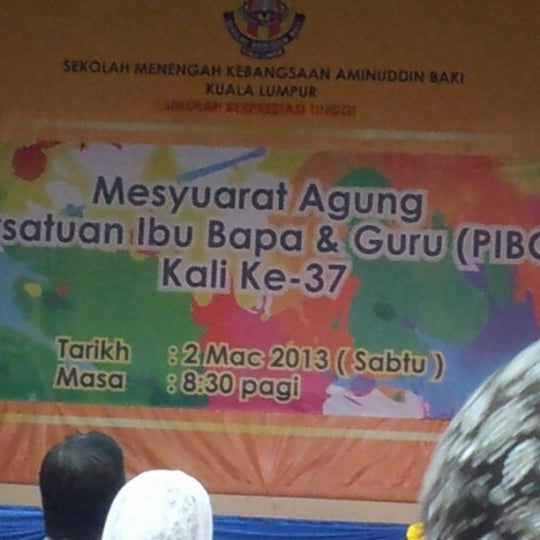 SEKOLAH MENENGAH KEBANGSAAN AMINUDDIN BAKI
KUALA LUMPUR
SEKOLAH BERPRESTASI TINGGI
Mesyuarat Agung
rsatuan Ibu Bapa & Guru (PIBG
Kali Ke-37
Tarikh : 2 Mac 2013 ( Sabtu )
Masa : 8:30 pagi